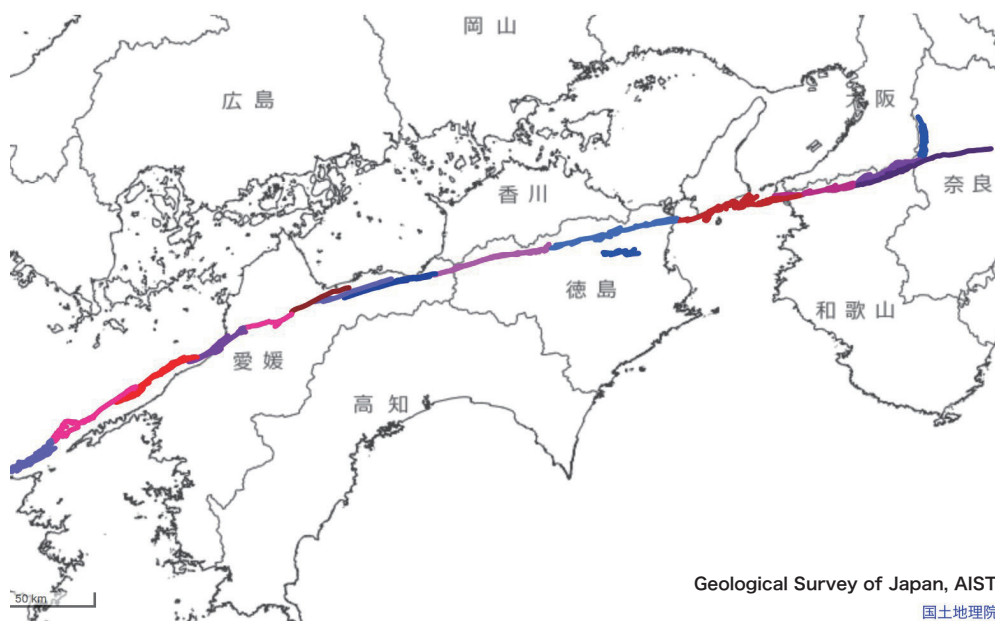 岡山
広島
大阪
香川
奈良
徳島
和歌山
愛媛
高知
50 km
Geological Survey of Japan, AIST
国土地理院